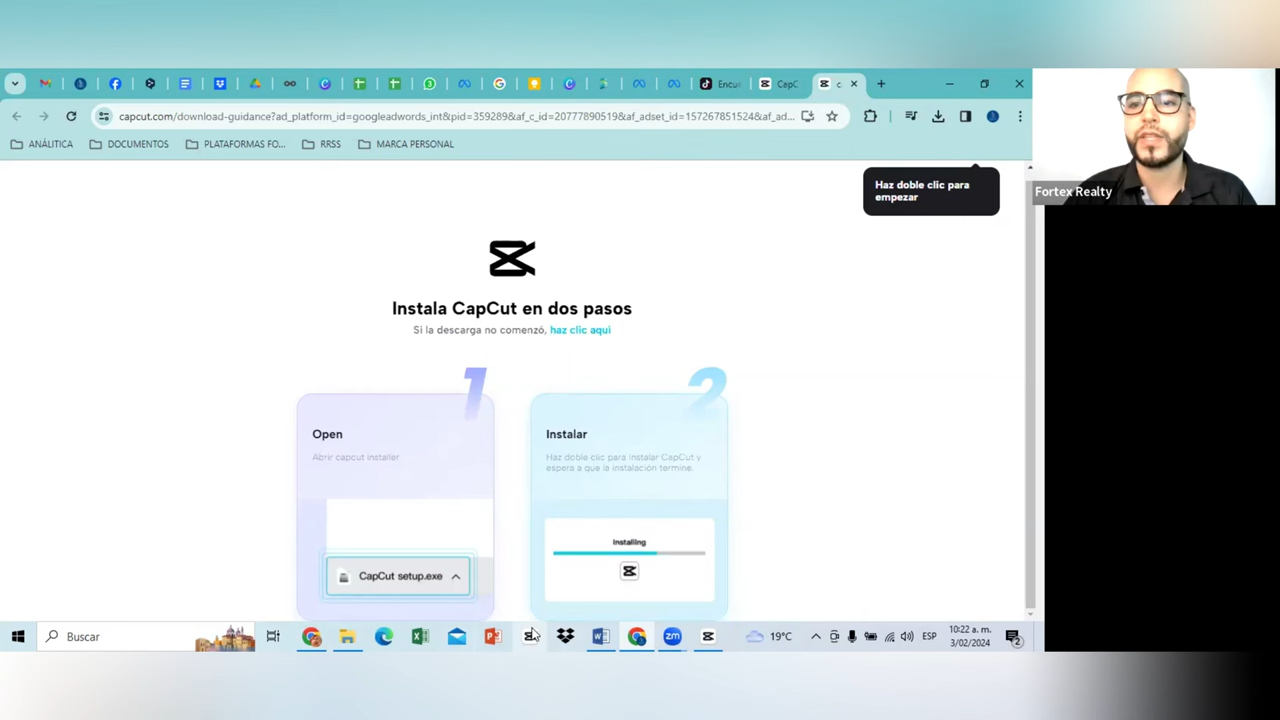 Encu
CapC
c
capcut.com/download-guidance?ad_platform_id=googleadwords_int&pid=359289&af_c_id=20777890519&af_adset_id=157267851524&af_ad...
ANÁLITICA
DOCUMENTOS
PLATAFORMAS FO...
RRSS
MARCA PERSONAL
Haz doble clic para
empezar
Fortex Realty
Instala CapCut en dos pasos
Si la descarga no comenzó, haz clic aquí
1
2
Open
Abrir capcut installer
Instalar
Haz doble clic para instalar CapCut y
espera a que la instalación termine.
Installing
CapCut setup.exe
Buscar
zm
19°C
ESP
10:22 a. m.
3/02/2024
2